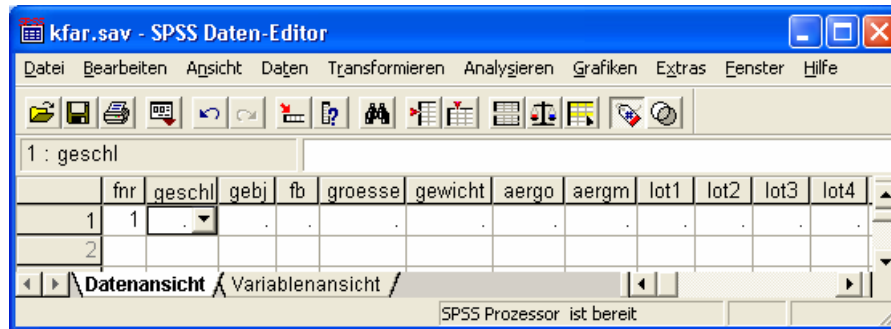 kfar.sav - SPSS Daten-Editor
Datei Bearbeiten Ansicht Daten Transformieren Analysieren Grafiken Extras Fenster Hilfe
1 : geschl
fnr geschl gebj fb groesse gewicht aergo aergm lot1 lot2 lot3 lot4
1 1 . . . . . . . . . . .
2
Datenansicht Variablenansicht
SPSS Prozessor ist bereit